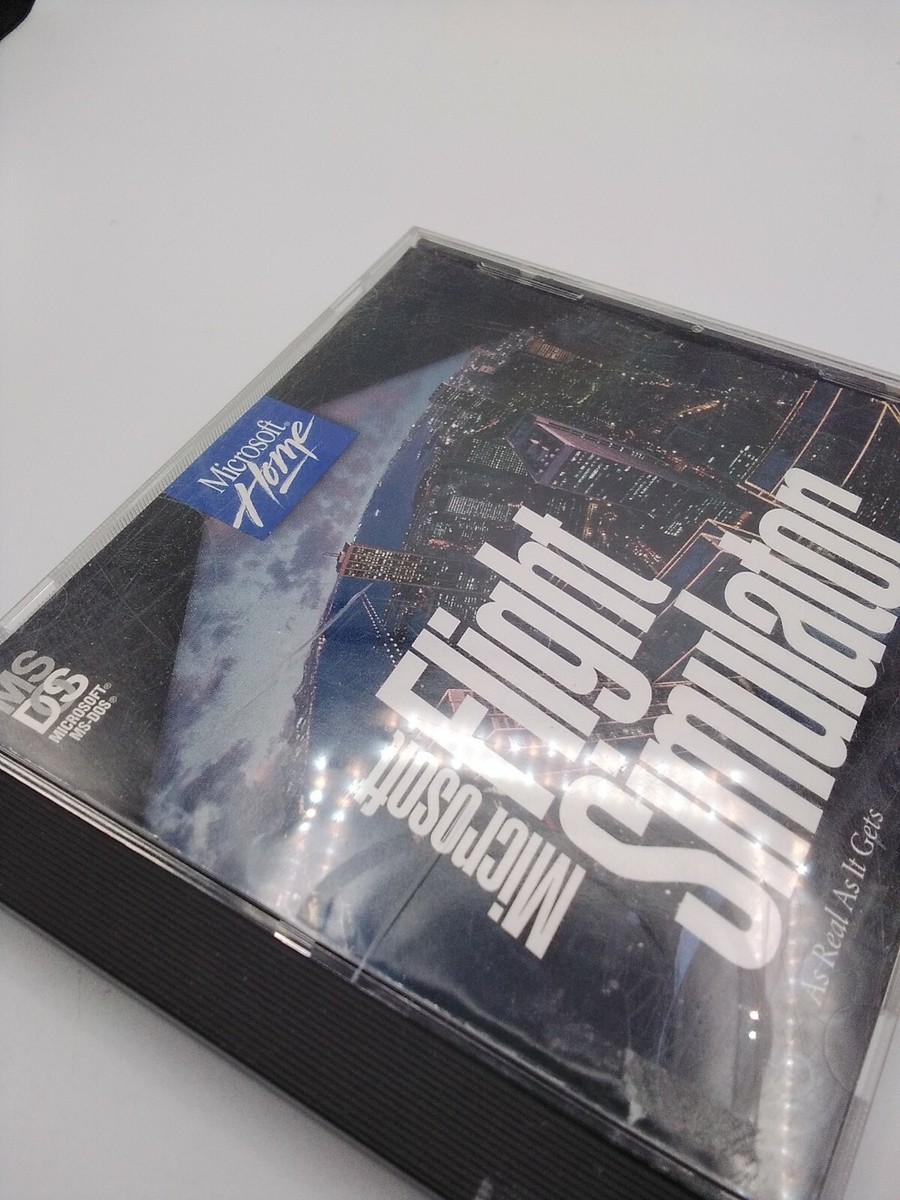 Microsoft®
Home
MS
DOS
MICROSOFT®
MS-DOS®
Microsoft
Flight
Simulator
As Real As It Gets